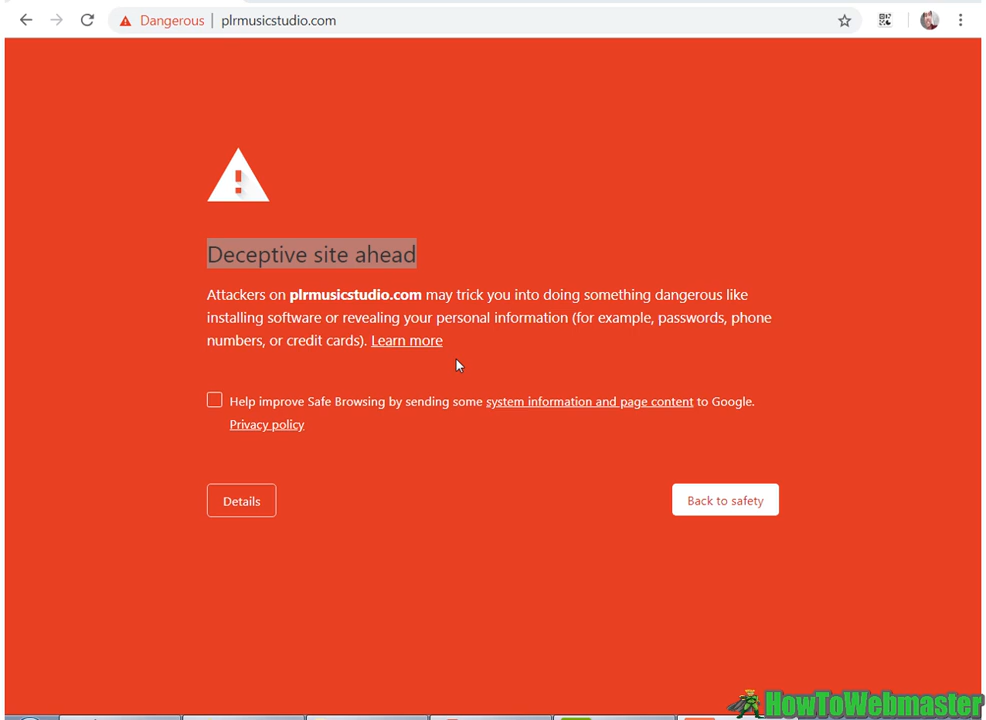 Dangerous | plrmusicstudio.com
Deceptive site ahead
Attackers on plrmusicstudio.com may trick you into doing something dangerous like
installing software or revealing your personal information (for example, passwords, phone
numbers, or credit cards). Learn more
Help improve Safe Browsing by sending some system information and page content to Google.
Privacy policy
Details
Back to safety
HowToWebmaster